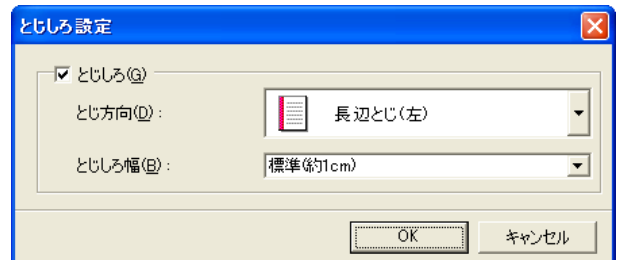 とじしろ設定
とじしろ(G)
とじ方向(D) : 長辺とじ(左)
とじしろ幅(B) : 標準(約1cm)
OK キャンセル